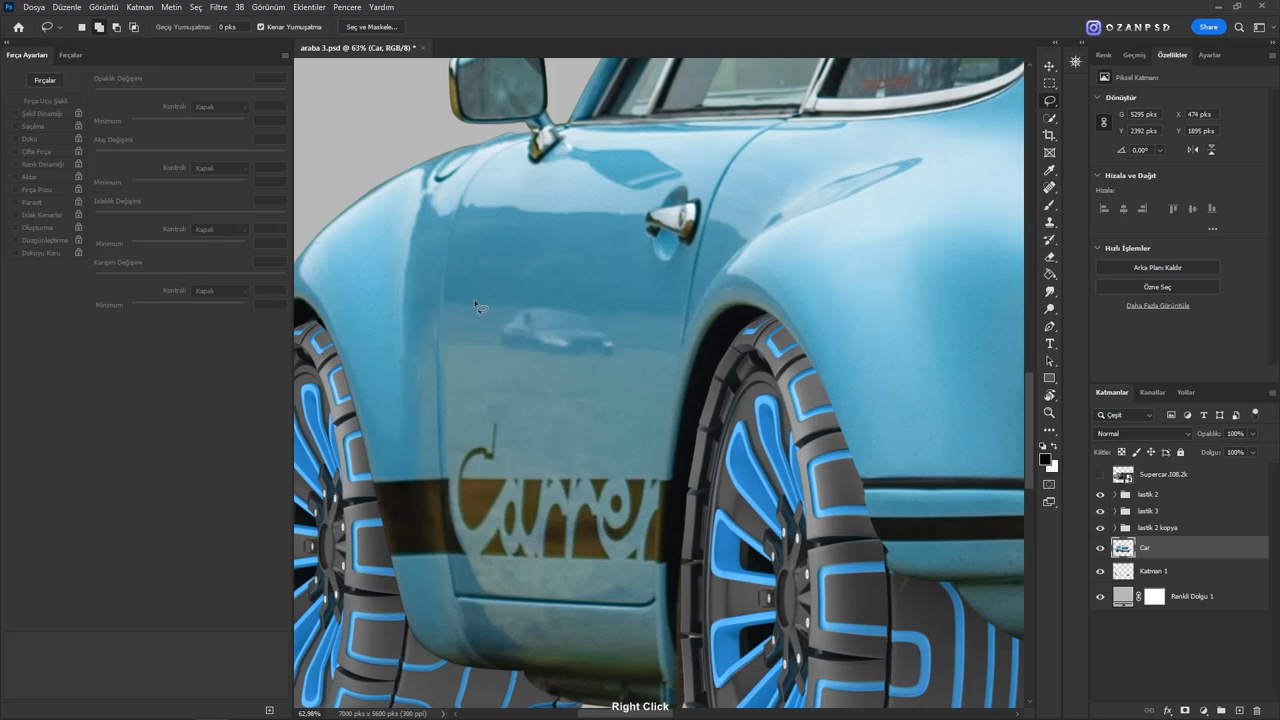 Dosya Düzenle Görüntü Katman Metin Seç Filtre 3B Görünüm Eklentiler Pencere Yardım
Geçiş Yumuşatma: 0 pks Kenar Yumuşatma Seç ve Maskele...
OZANPSD
Share
Fırça Ayarları Fırçalar
araba 3.psd @ 63% (Car, RGB/8) *
Renk Geçmiş Özellikler Ayarlar
Fırçalar
Opaklık Değişimi
Piksel Katmanı
Fırça Ucu Şekli
Şekil Dinamiği
Saçılma
Doku
Çifte Fırça
Renk Dinamiği
Aktar
Fırça Pozu
Parazit
Islak Kenarlar
Oluşturma
Düzgünleştirme
Dokuyu Koru
Kontrol: Kapalı
Minimum
Akış Değişimi
Kontrol: Kapalı
Minimum
Islaklık Değişimi
Kontrol: Kapalı
Minimum
Karışım Değişimi
Kontrol: Kapalı
Minimum
Carrer
Dönüştür
G 5295 pks X 474 pks
Y 2392 pks Y 1895 pks
0,00°
Hizala ve Dağıt
Hizala:
Hızlı İşlemler
Arka Planı Kaldır
Özne Seç
Daha Fazla Görüntüle
Katmanlar Kanallar Yollar
Çeşit
Normal Opaklık: 100%
Kilitle: Dolgu: 100%
Supercar.I08.2k
lastik 2
lastik 3
lastik 2 kopya
Car
Katman 1
Renkli Dolgu 1
62,98% 7000 pks x 5600 pks (300 ppi)
Right Click